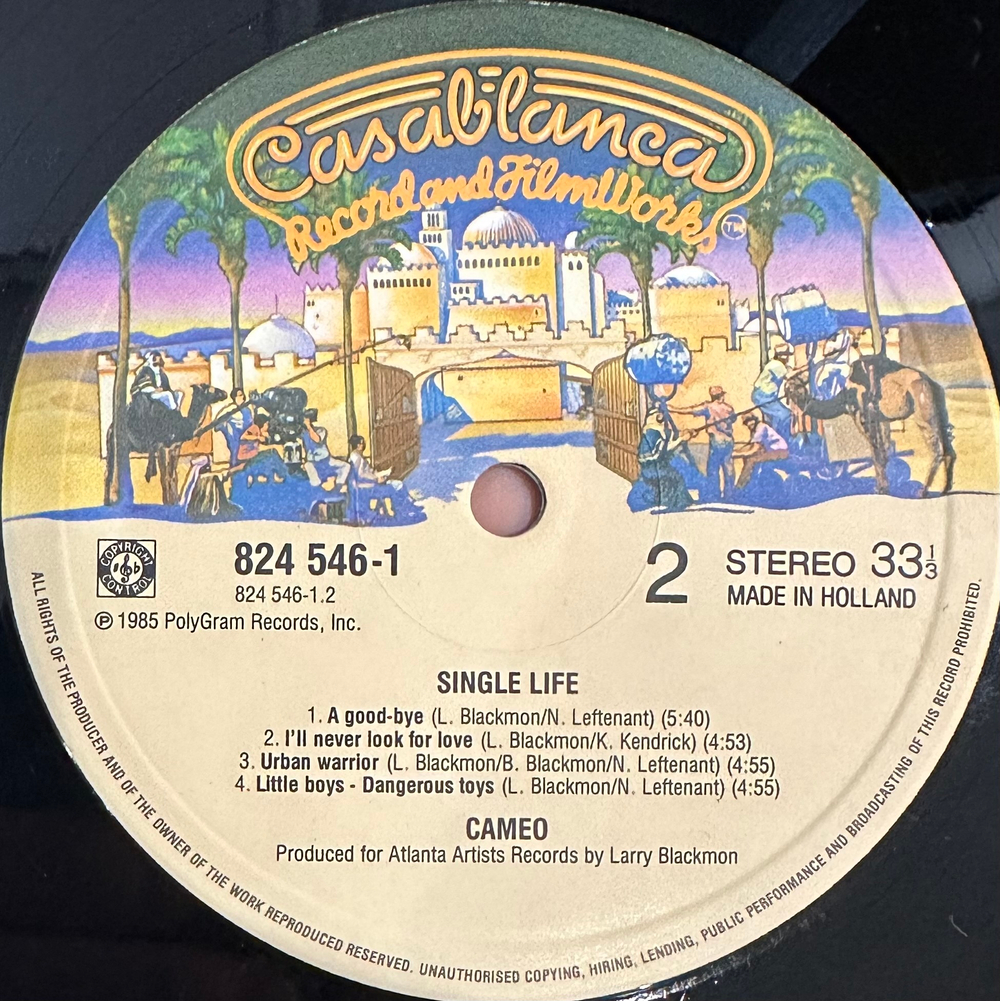 Casablanca
Record and FilmWorks TM
COPYRIGHT CONTROL
824 546-1
824 546-1.2
℗ 1985 PolyGram Records, Inc.
2
STEREO 33⅓
MADE IN HOLLAND
SINGLE LIFE
1. A good-bye (L. Blackmon/N. Leftenant) (5:40)
2. I'll never look for love (L. Blackmon/K. Kendrick) (4:53)
3. Urban warrior (L. Blackmon/B. Blackmon/N. Leftenant) (4:55)
4. Little boys - Dangerous toys (L. Blackmon/N. Leftenant) (4:55)
CAMEO
Produced for Atlanta Artists Records by Larry Blackmon
ALL RIGHTS OF THE PRODUCER AND OF THE OWNER OF THE WORK REPRODUCED RESERVED. UNAUTHORISED COPYING, HIRING, LENDING, PUBLIC PERFORMANCE AND BROADCASTING OF THIS RECORD PROHIBITED.